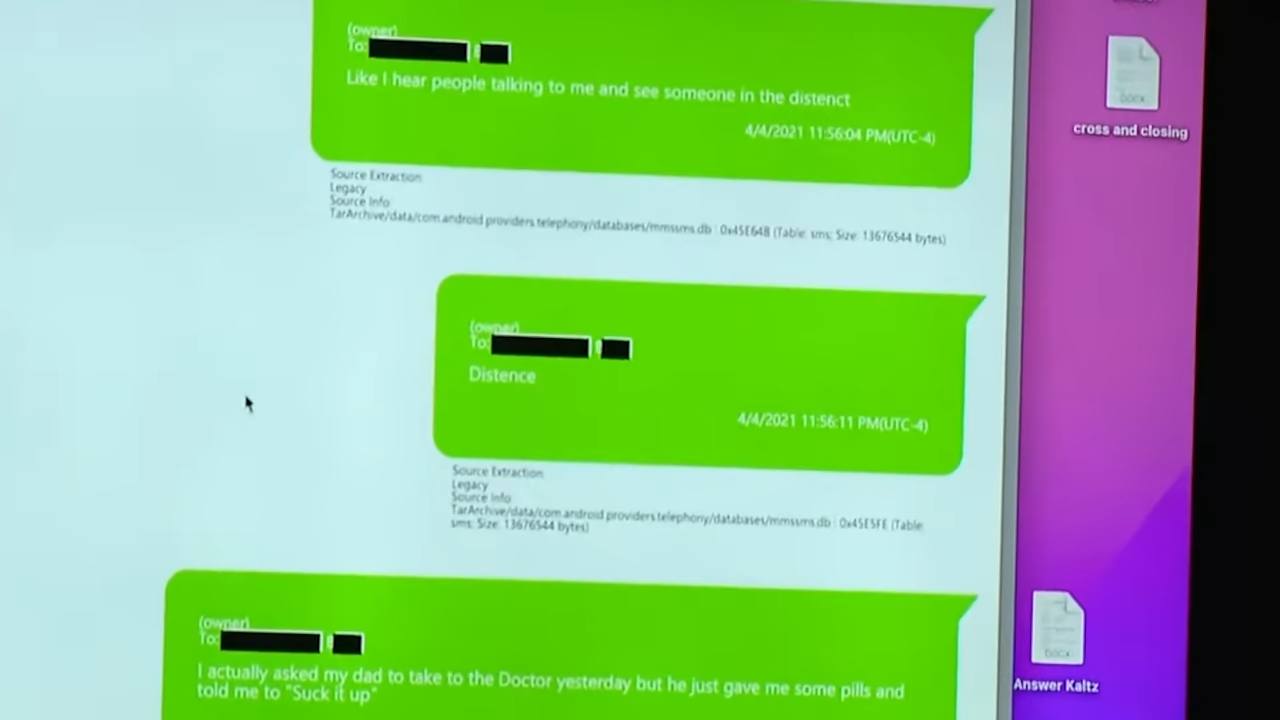 (owner)
To:
Like I hear people talking to me and see someone in the distenct
4/4/2021 11:56:04 PM(UTC-4)
cross and closing
Source Extraction
Legacy
Source Info
TarArchive/data/com.android.providers.telephony/databases/mmssms.db : 0x45E64B (Table: sms; Size: 13676544 bytes)
(owner)
To:
Distence
4/4/2021 11:56:11 PM(UTC-4)
Source Extraction
Legacy
Source Info
TarArchive/data/com.android.providers.telephony/databases/mmssms.db : 0x45E5FE (Table:
sms; Size: 13676544 bytes)
(owner)
To:
I actually asked my dad to take to the Doctor yesterday but he just gave me some pills and
told me to "Suck it up"
DOCX
DOCX
Answer Kaltz